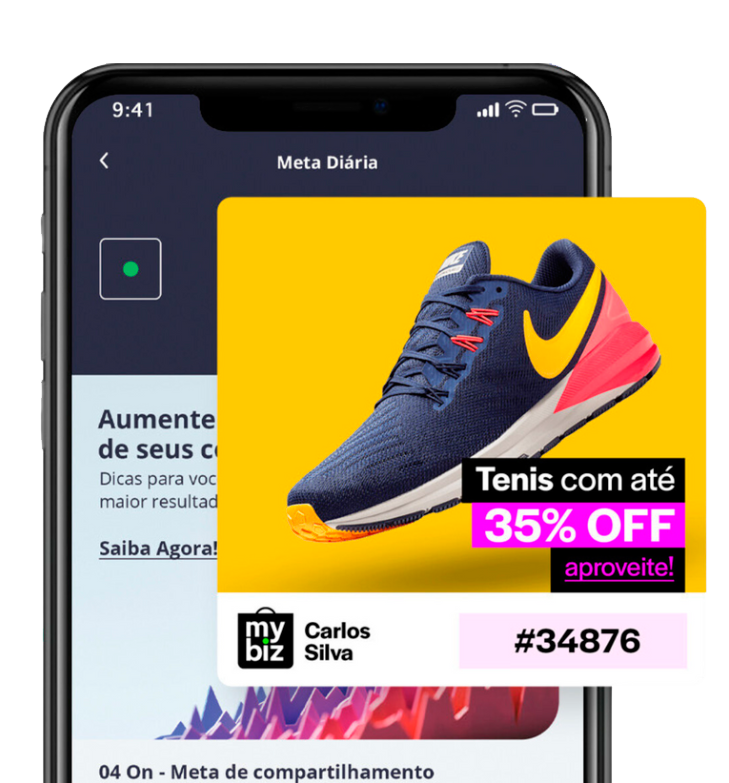 9:41
Meta Diária
NIKE
Tenis com até
35% OFF
aproveite!
Aumente
de seus c
Dicas para voc
maior resultad
Saiba Agora!
my
biz
Carlos
Silva
#34876
04 On - Meta de compartilhamento